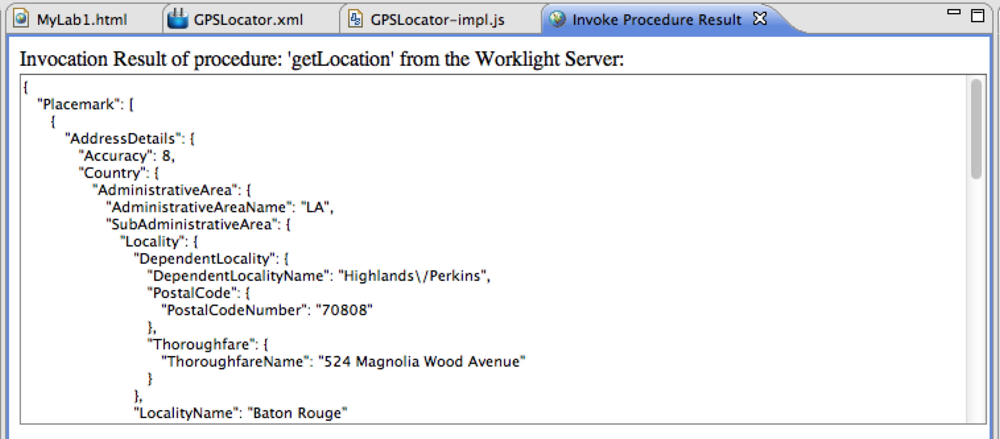 MyLab1.html GPSLocator.xml GPSLocator-impl.js Invoke Procedure Result
Invocation Result of procedure: 'getLocation' from the Worklight Server:
{
"Placemark": [
{
"AddressDetails": {
"Accuracy": 8,
"Country": {
"AdministrativeArea": {
"AdministrativeAreaName": "LA",
"SubAdministrativeArea": {
"Locality": {
"DependentLocality": {
"DependentLocalityName": "Highlands\/Perkins",
"PostalCode": {
"PostalCodeNumber": "70808"
},
"Thoroughfare": {
"ThoroughfareName": "524 Magnolia Wood Avenue"
}
},
"LocalityName": "Baton Rouge"